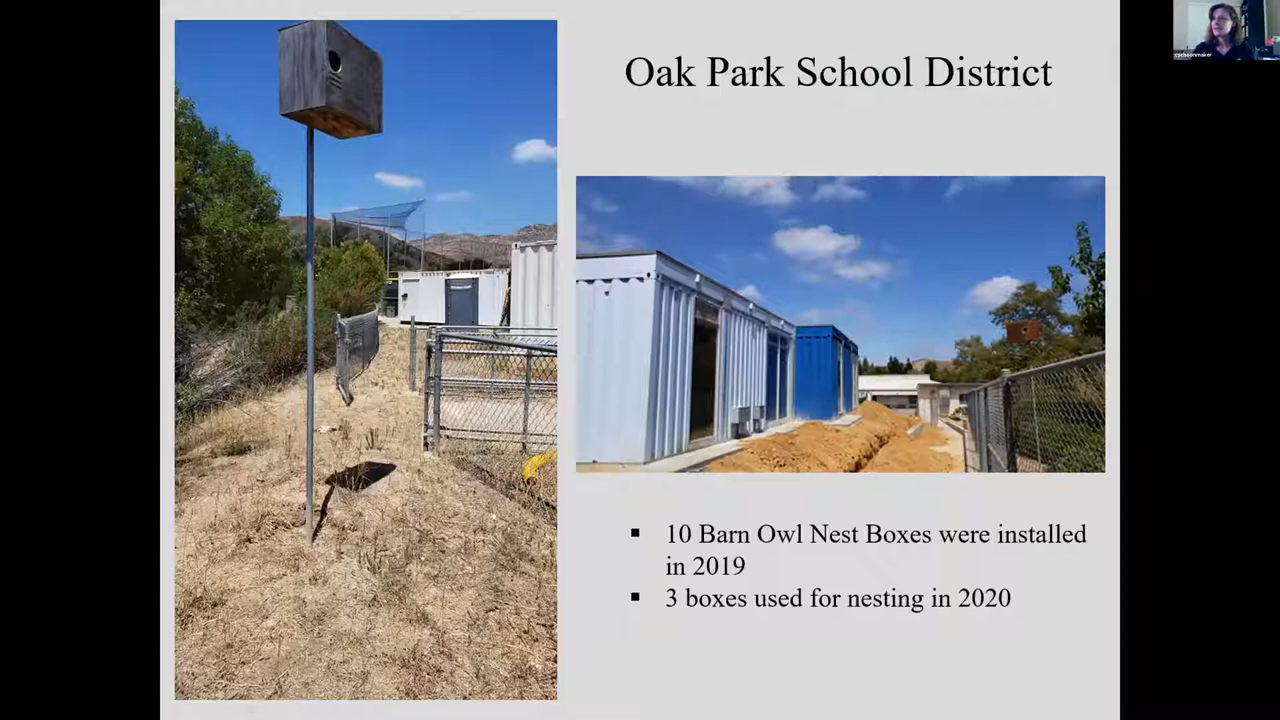 Oak Park School District
▪ 10 Barn Owl Nest Boxes were installed
in 2019
▪ 3 boxes used for nesting in 2020
cschoonmaker